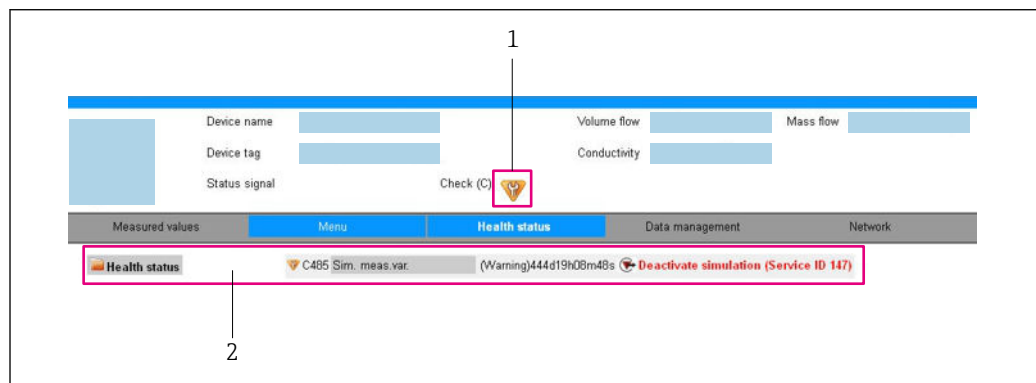 1
Device name Volume flow Mass flow
Device tag Conductivity
Status signal Check (C)
Measured values Menu Health status Data management Network
Health status C485 Sim. meas.var. (Warning)444d19h08m48s Deactivate simulation (Service ID 147)
2